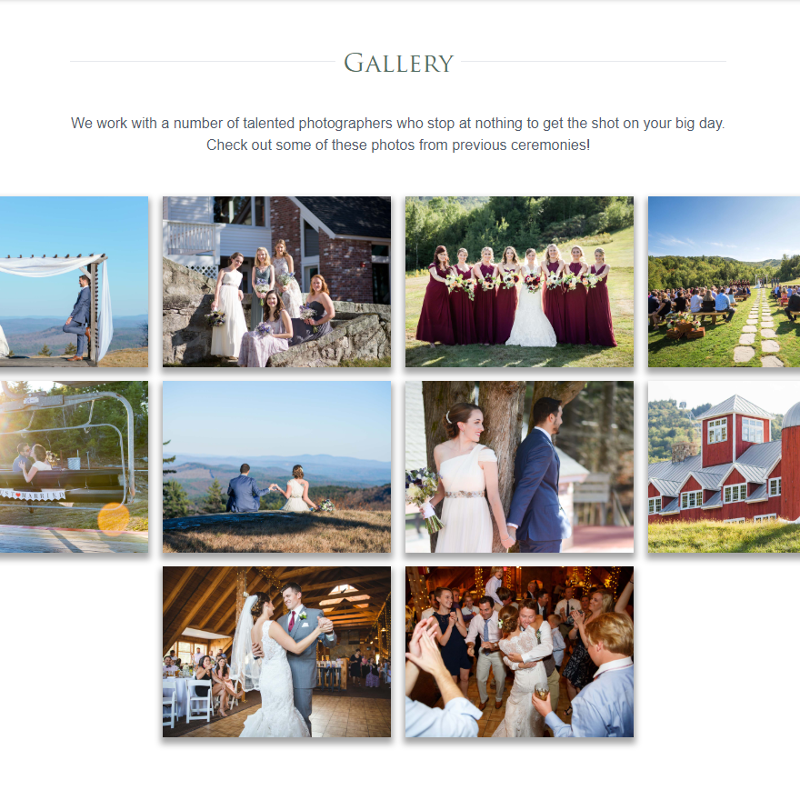 GALLERY
We work with a number of talented photographers who stop at nothing to get the shot on your big day.
Check out some of these photos from previous ceremonies!